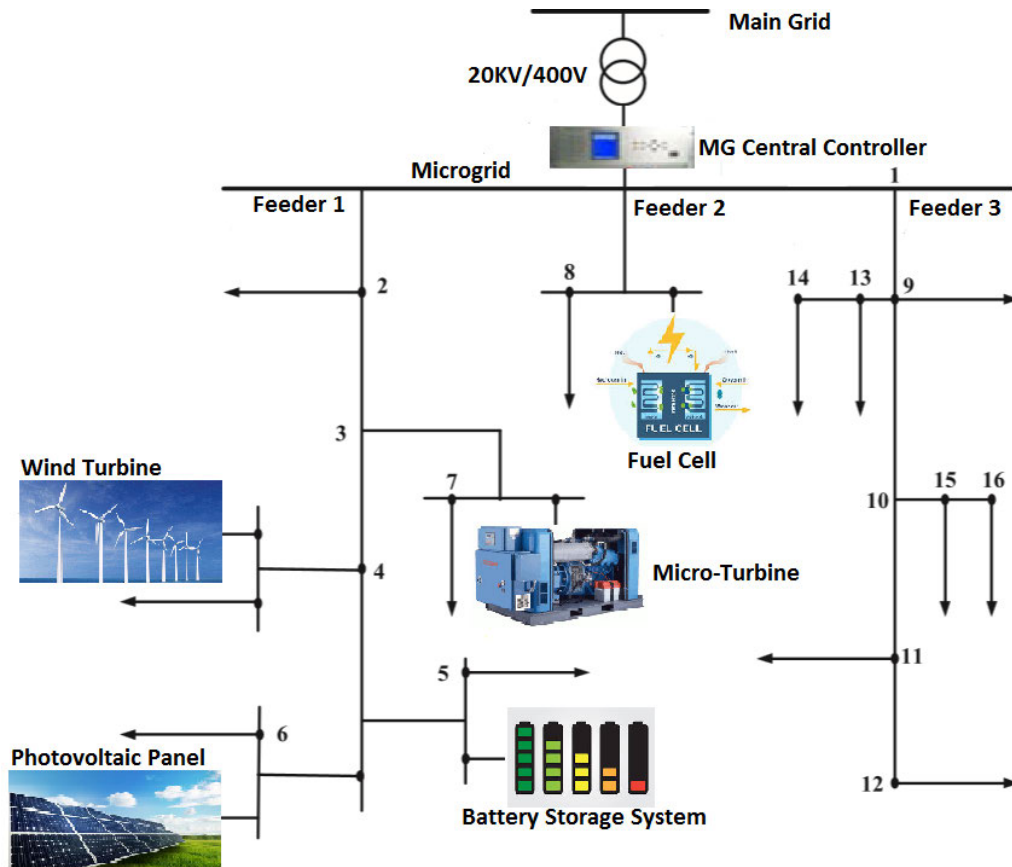 Main Grid
20KV/400V
MG Central Controller
Microgrid
1
Feeder 1
Feeder 2
Feeder 3
2
8
14
13
9
FUEL CELL
3
Fuel Cell
Wind Turbine
7
10
15
16
4
Micro-Turbine
5
11
6
Photovoltaic Panel
12
Battery Storage System